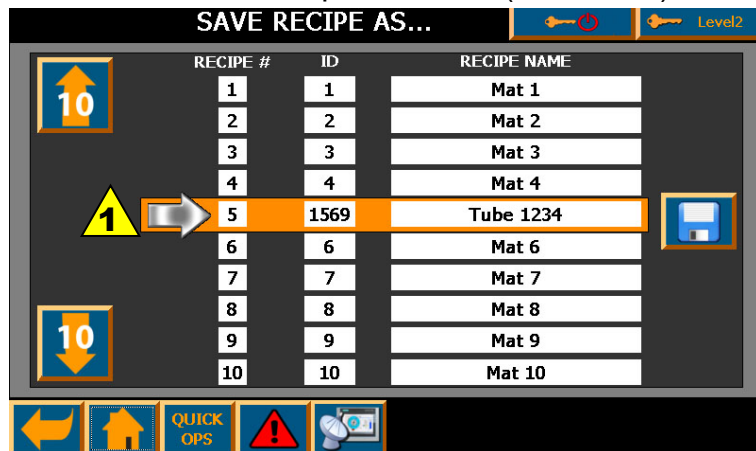 SAVE RECIPE AS...
Level2
RECIPE # ID RECIPE NAME
10
1 1 Mat 1
2 2 Mat 2
3 3 Mat 3
4 4 Mat 4
1
5 1569 Tube 1234
6 6 Mat 6
7 7 Mat 7
8 8 Mat 8
10
9 9 Mat 9
10 10 Mat 10
QUICK
OPS